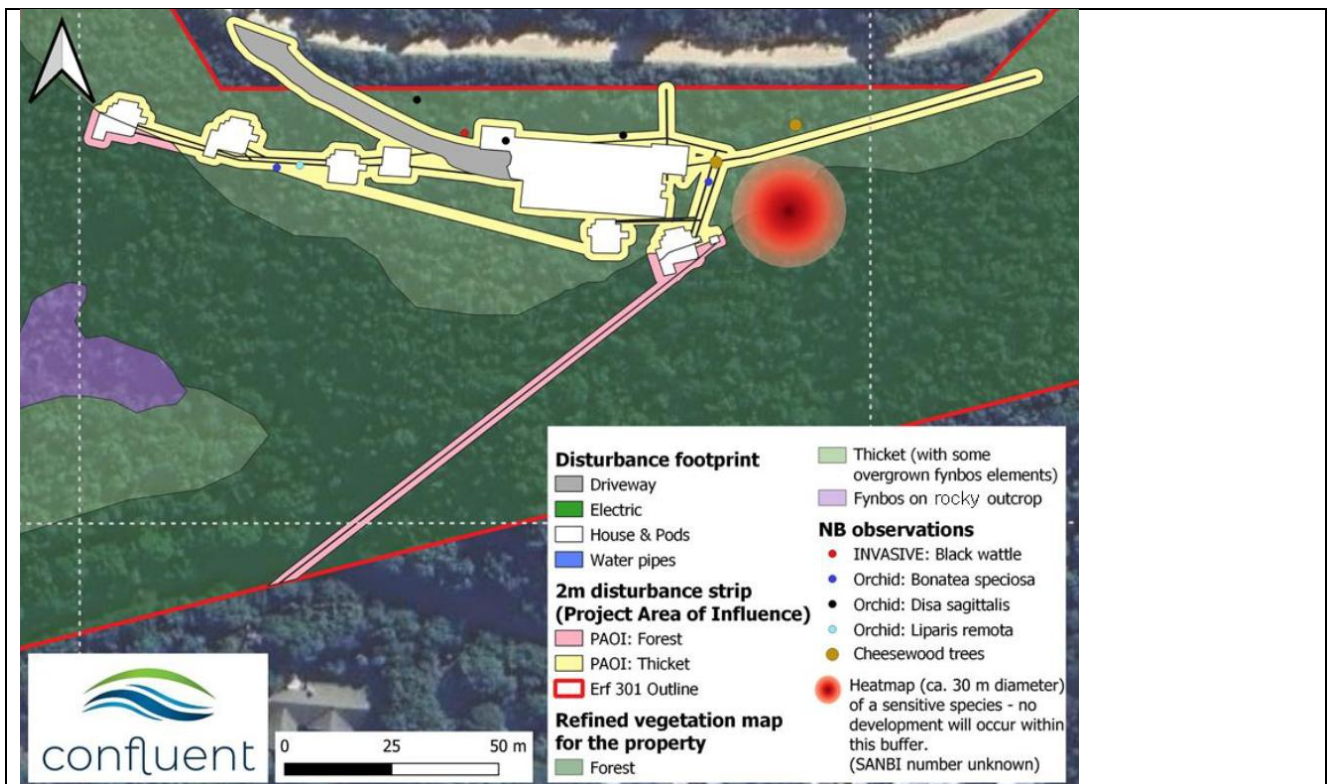 Disturbance footprint
Driveway
Electric
House & Pods
Water pipes
2m disturbance strip
(Project Area of Influence)
PAOI: Forest
PAOI: Thicket
Erf 301 Outline
Refined vegetation map
for the property
Forest
Thicket (with some
overgrown fynbos elements)
Fynbos on rocky outcrop
NB observations
INVASIVE: Black wattle
Orchid: Bonatea speciosa
Orchid: Disa sagittalis
Orchid: Liparis remota
Cheesewood trees
Heatmap (ca. 30 m diameter)
of a sensitive species - no
development will occur within
this buffer.
(SANBI number unknown)
confluent
0 25 50 m